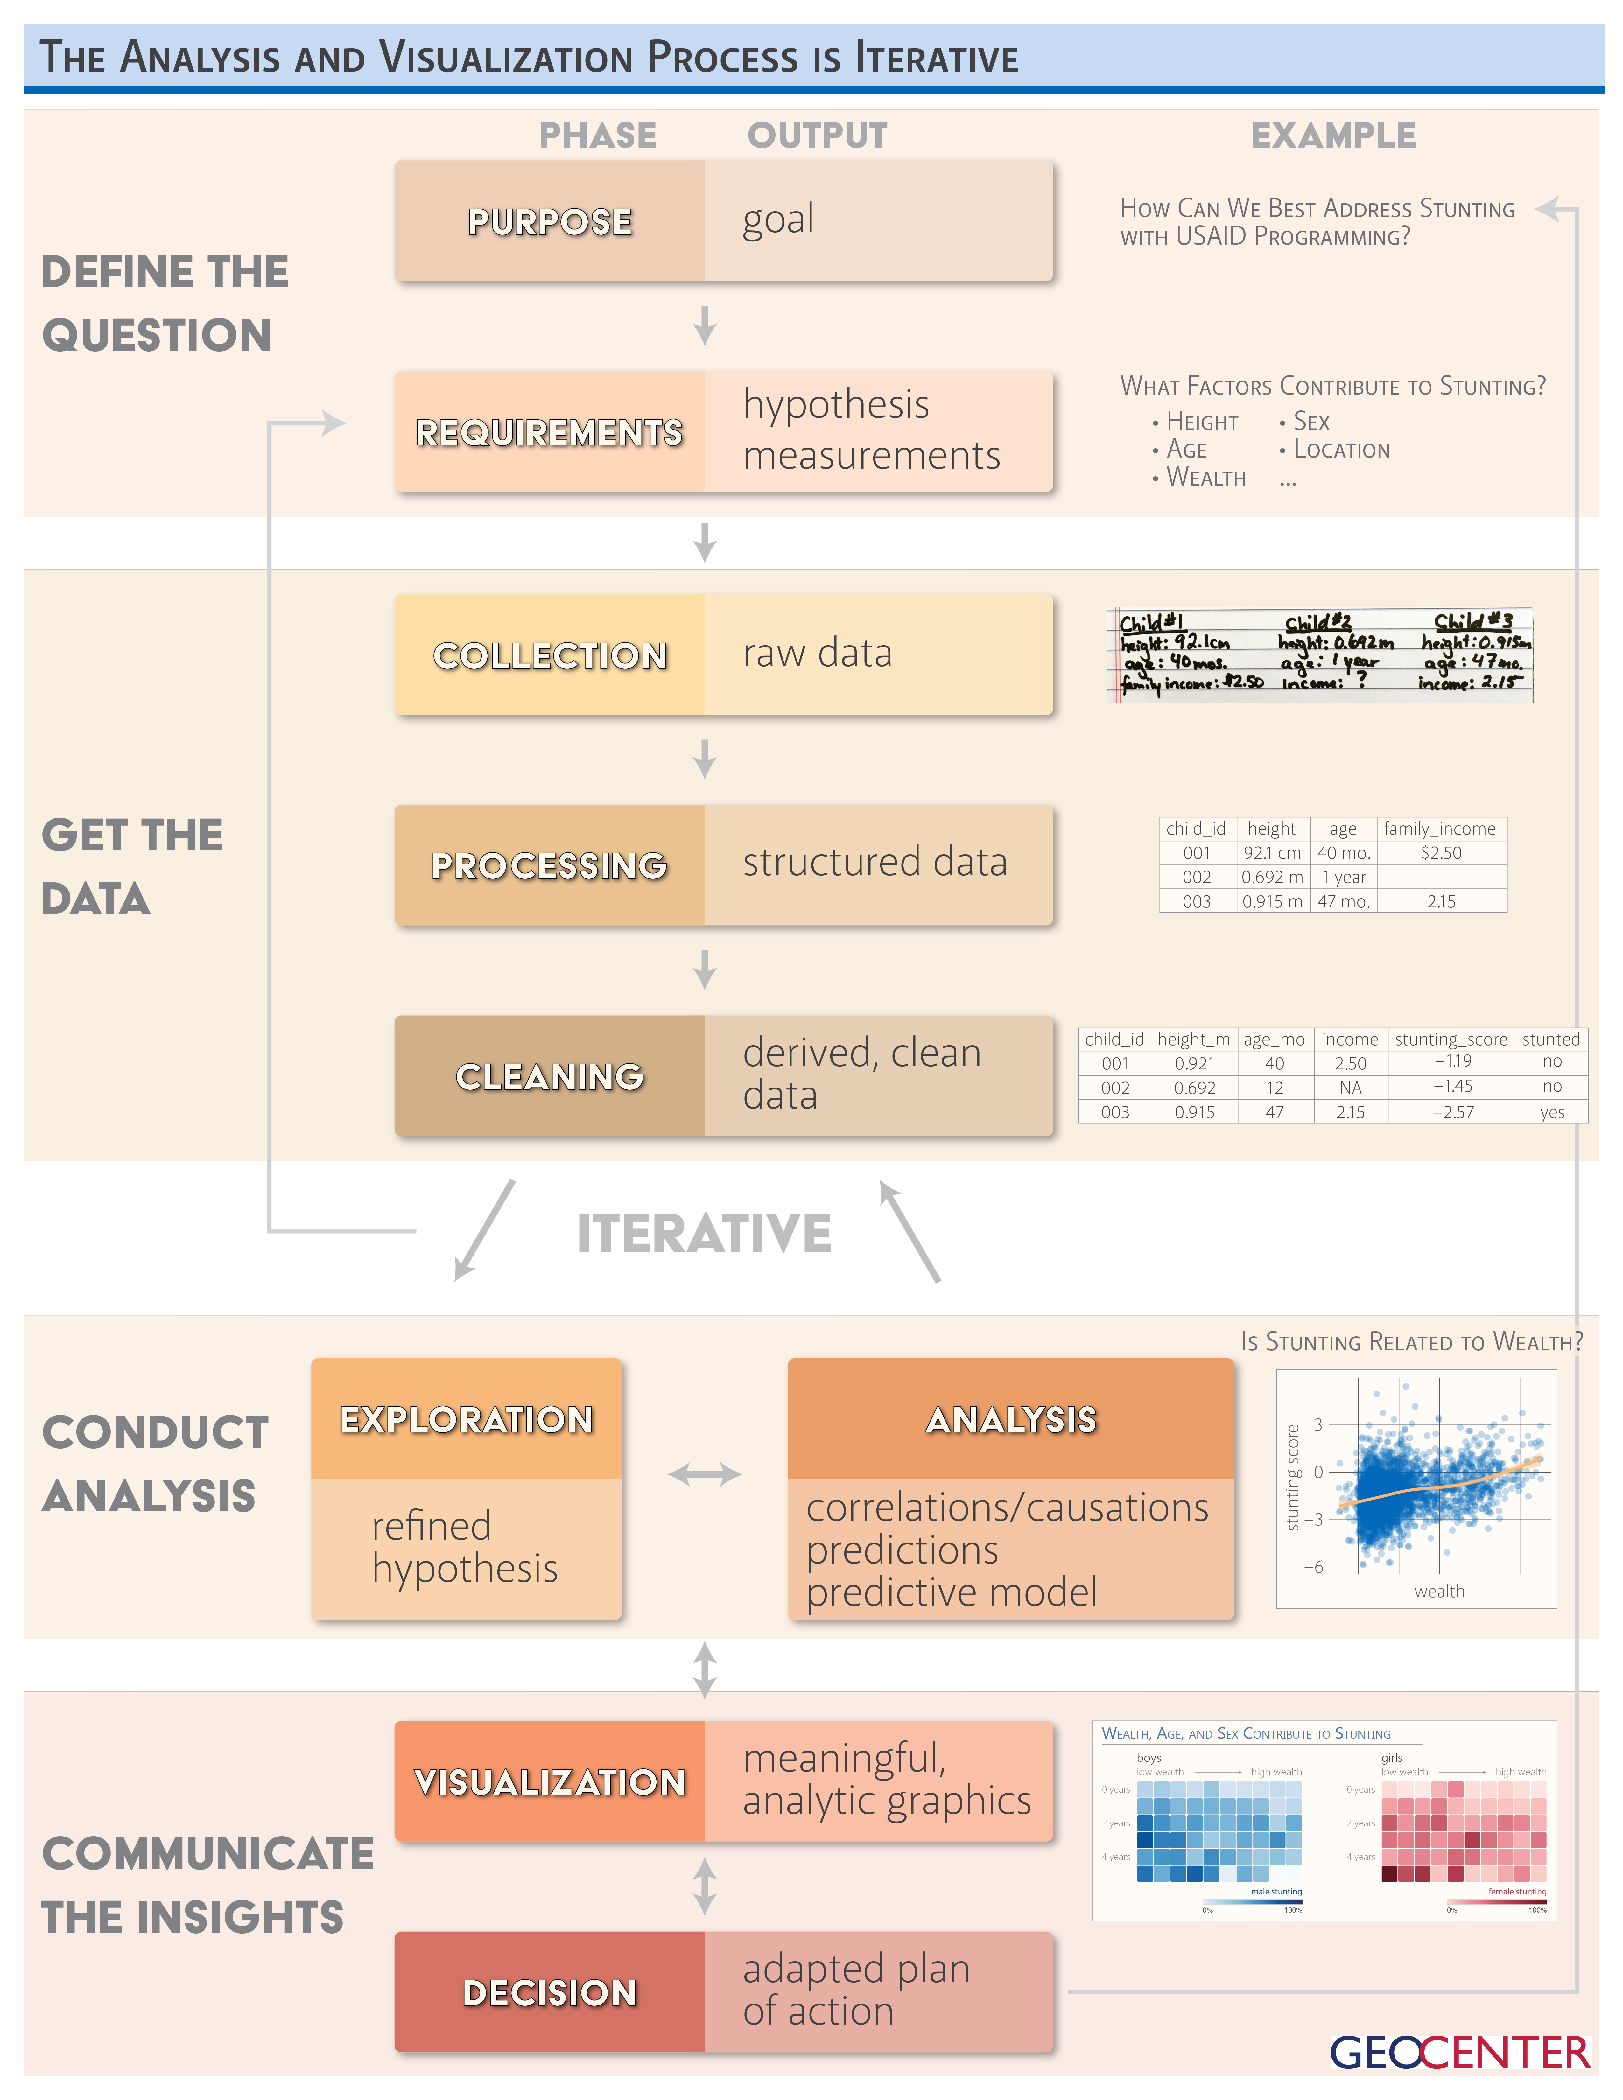 The Analysis and Visualization Process is Iterative
PHASE OUTPUT EXAMPLE
DEFINE THE
QUESTION
PURPOSE
goal
How Can We Best Address Stunting
with USAID Programming?
REQUIREMENTS
hypothesis
measurements
What Factors Contribute to Stunting?
• Height • Sex
• Age • Location
• Wealth ...
GET THE
DATA
COLLECTION
raw data
Child #1 Child #2 Child #3
height: 92.1cm height: 0.692m height: 0.915m
age: 40 mos. age: 1 year age: 47 mo.
family income: $2.50 income: ? income: 2.15
PROCESSING
structured data
chi d_id height age family_income
001 92.1 cm 40 mo. $2.50
002 0.692 m 1 year
003 0.915 m 47 mo. 2.15
CLEANING
derived, clean
data
child_id height_m age_mo income stunting_score stunted
001 0.921 40 2.50 −1.19 no
002 0.692 12 NA −1.45 no
003 0.915 47 2.15 −2.57 yes
ITERATIVE
CONDUCT
ANALYSIS
EXPLORATION
refined
hypothesis
ANALYSIS
correlations/causations
predictions
predictive model
Is Stunting Related to Wealth?
stunting score
3
0
−3
−6
wealth
COMMUNICATE
THE INSIGHTS
VISUALIZATION
meaningful,
analytic graphics
Wealth, Age, and Sex Contribute to Stunting
boys girls
low wealth high wealth low wealth high wealth
0 years 0 years
2 years 2 years
4 years 4 years
male stunting female stunting
0% 100% 0% 100%
DECISION
adapted plan
of action
GEOCENTER